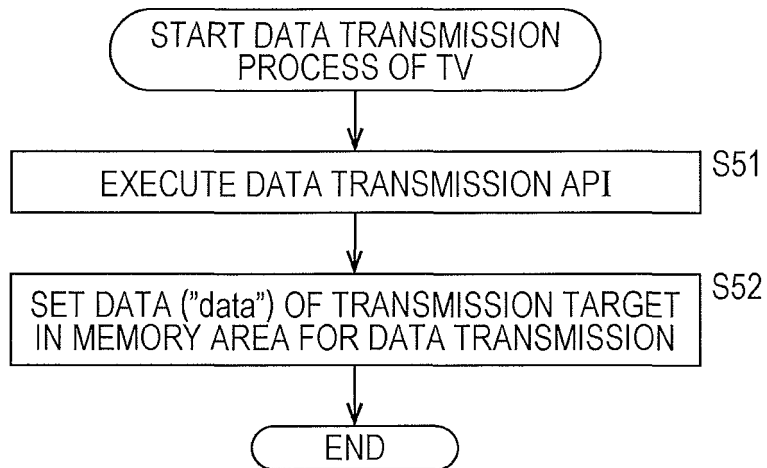 START DATA TRANSMISSION
PROCESS OF TV
EXECUTE DATA TRANSMISSION API
S51
SET DATA ("data") OF TRANSMISSION TARGET
IN MEMORY AREA FOR DATA TRANSMISSION
S52
END